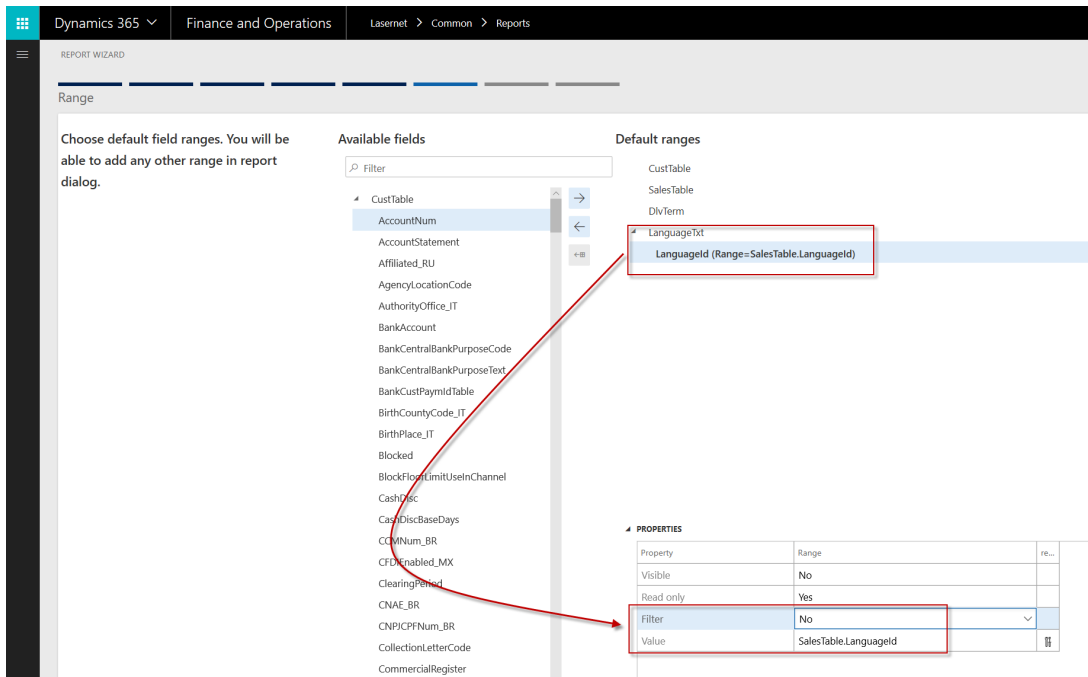 Dynamics 365 Finance and Operations Lasernet > Common > Reports
REPORT WIZARD
Range
Choose default field ranges. You will be able to add any other range in report dialog.
Available fields
Filter
CustTable
AccountNum
AccountStatement
Affiliated_RU
AgencyLocationCode
AuthorityOffice_IT
BankAccount
BankCentralBankPurposeCode
BankCentralBankPurposeText
BankCustPaymIdTable
BirthCountyCode_IT
BirthPlace_IT
Blocked
BlockFloorLimitUseInChannel
CashDisc
CashDiscBaseDays
CCMNum_BR
CFDIEnabled_MX
ClearingPeriod
CNAE_BR
CNPJCPFNum_BR
CollectionLetterCode
CommercialRegister
Default ranges
CustTable
SalesTable
DlvTerm
LanguageTxt
LanguageId (Range=SalesTable.LanguageId)
PROPERTIES
Property Range re...
Visible No
Read only Yes
Filter No
Value SalesTable.LanguageId